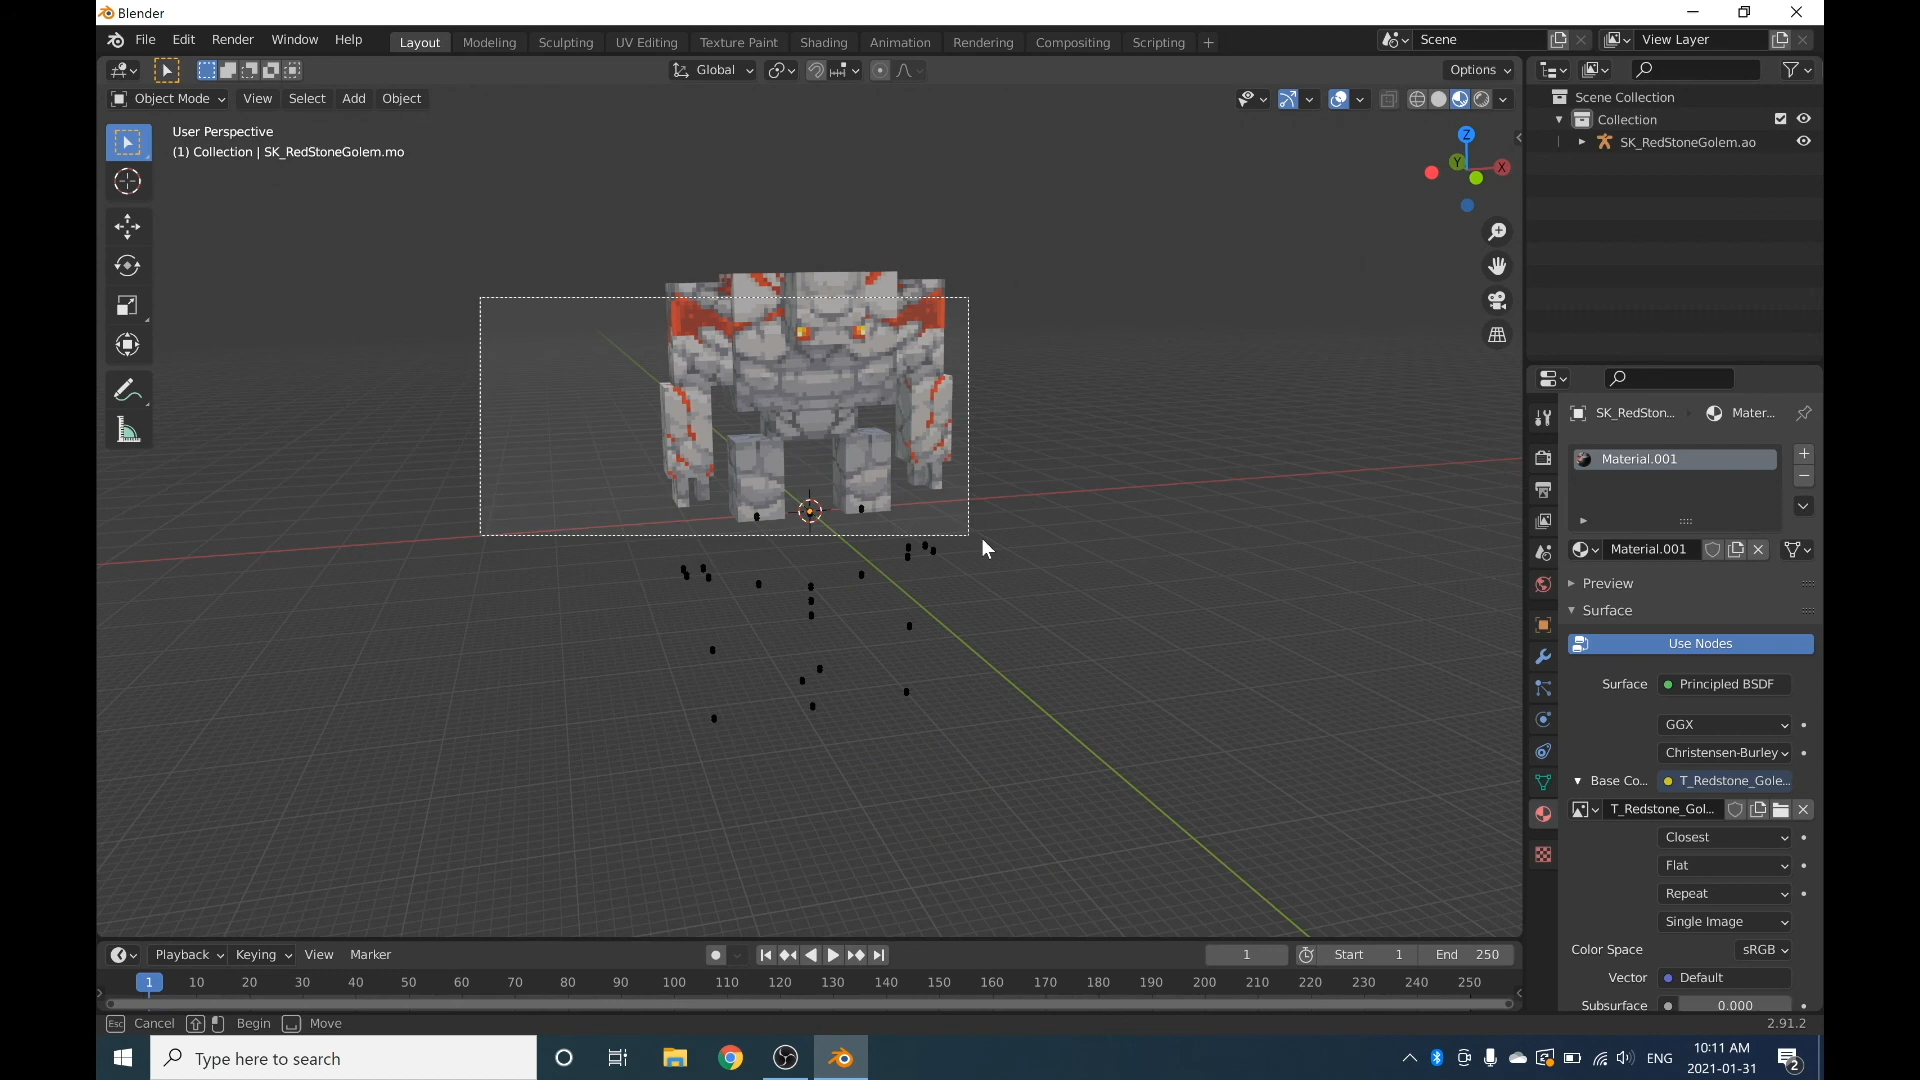 Blender
File Edit Render Window Help Layout Modeling Sculpting UV Editing Texture Paint Shading Animation Rendering Compositing Scripting + Scene View Layer
Global Options
Object Mode View Select Add Object
User Perspective
(1) Collection | SK_RedStoneGolem.mo
Z
Y X
Scene Collection
Collection
SK_RedStoneGolem.ao
SK_RedSton... Mater...
Material.001
Material.001
Preview
Surface
Use Nodes
Surface Principled BSDF
GGX
Christensen-Burley
Base Co... T_Redstone_Gole...
T_Redstone_Gol...
Closest
Flat
Repeat
Single Image
Color Space sRGB
Vector Default
Subsurface 0.000
Playback Keying View Marker 1 Start 1 End 250
1 10 20 30 40 50 60 70 80 90 100 110 120 130 140 150 160 170 180 190 200 210 220 230 240 250
Esc Cancel Begin Move 2.91.2
Type here to search ENG 10:11 AM
2021-01-31 2